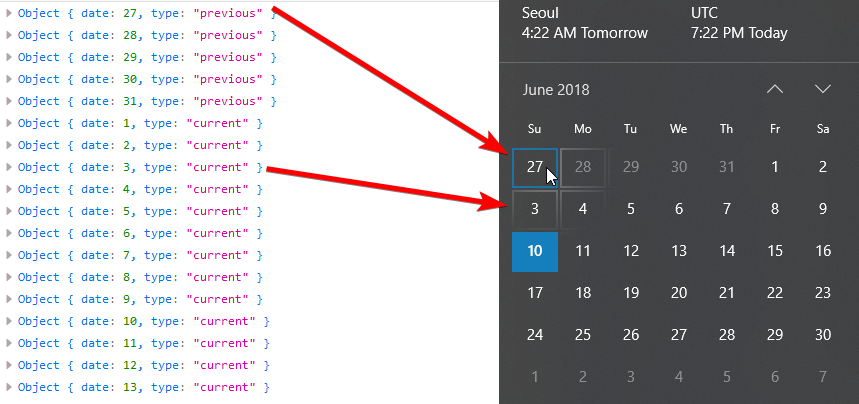 Object { date: 27, type: "previous" }
Object { date: 28, type: "previous" }
Object { date: 29, type: "previous" }
Object { date: 30, type: "previous" }
Object { date: 31, type: "previous" }
Object { date: 1, type: "current" }
Object { date: 2, type: "current" }
Object { date: 3, type: "current" }
Object { date: 4, type: "current" }
Object { date: 5, type: "current" }
Object { date: 6, type: "current" }
Object { date: 7, type: "current" }
Object { date: 8, type: "current" }
Object { date: 9, type: "current" }
Object { date: 10, type: "current" }
Object { date: 11, type: "current" }
Object { date: 12, type: "current" }
Object { date: 13, type: "current" }
Seoul UTC
4:22 AM Tomorrow 7:22 PM Today
June 2018
Su Mo Tu We Th Fr Sa
27 28 29 30 31 1 2
3 4 5 6 7 8 9
10 11 12 13 14 15 16
17 18 19 20 21 22 23
24 25 26 27 28 29 30
1 2 3 4 5 6 7